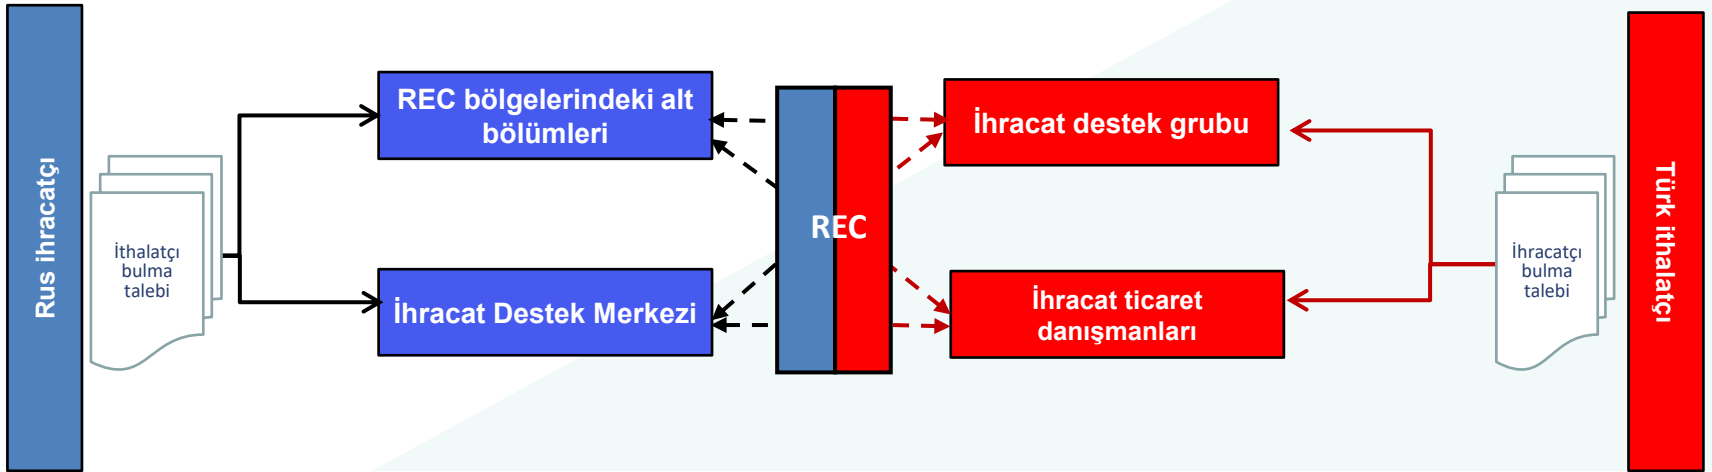 Rus ihracatçı
İthalatçı
bulma
talebi
REC bölgelerindeki alt
bölümleri
İhracat Destek Merkezi
REC
İhracat destek grubu
İhracat ticaret
danışmanları
İhracatçı
bulma
talebi
Türk ithalatçı